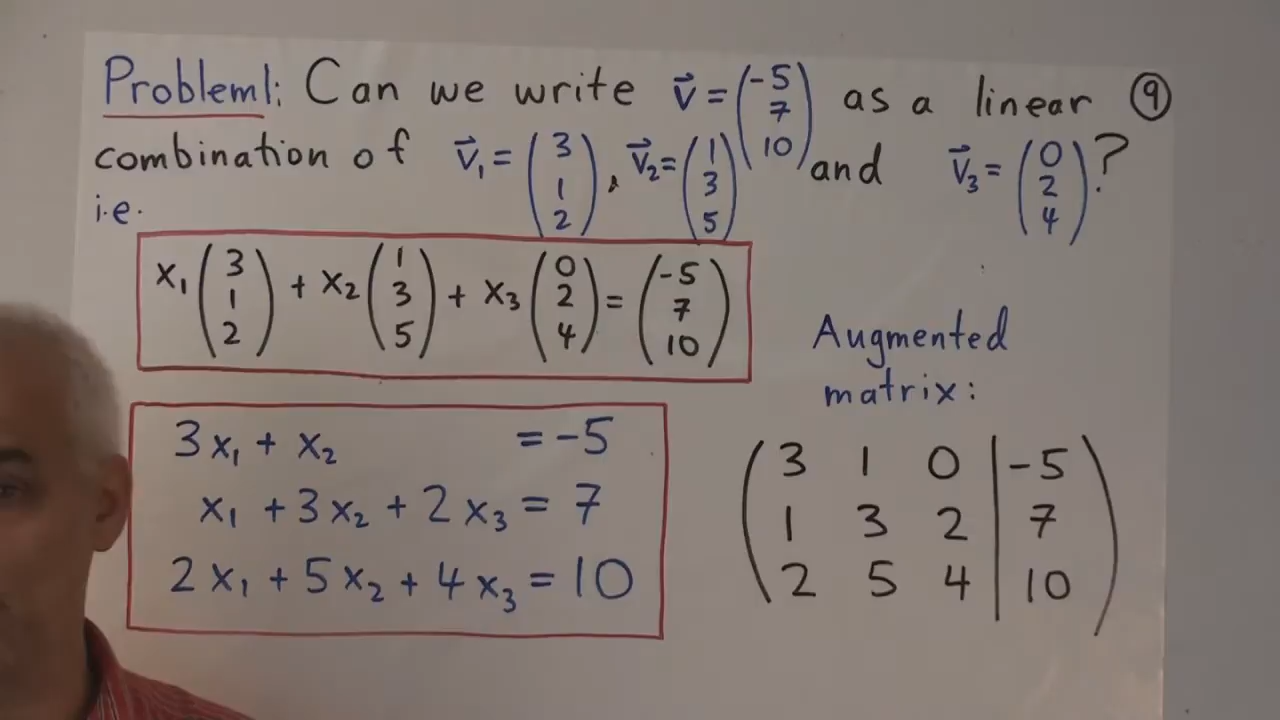 Problem1: Can we write v⃗ = (-5 7 10) as a linear ⑨
combination of v⃗₁ = (3 1 2), v⃗₂ = (1 3 5) and v⃗₃ = (0 2 4)?
i.e.
x₁ (3 1 2) + x₂ (1 3 5) + x₃ (0 2 4) = (-5 7 10)
3x₁ + x₂ = -5
x₁ + 3x₂ + 2x₃ = 7
2x₁ + 5x₂ + 4x₃ = 10
Augmented
matrix:
3 1 0 | -5
1 3 2 | 7
2 5 4 | 10